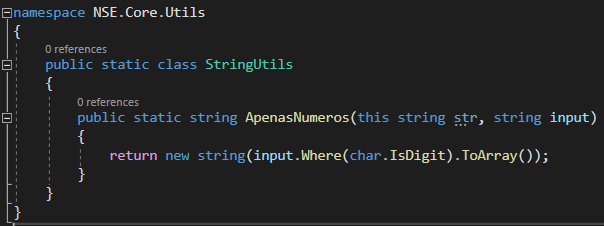 namespace NSE.Core.Utils
{
0 references
public static class StringUtils
{
0 references
public static string ApenasNumeros(this string str, string input)
{
return new string(input.Where(char.IsDigit).ToArray());
}
}
}